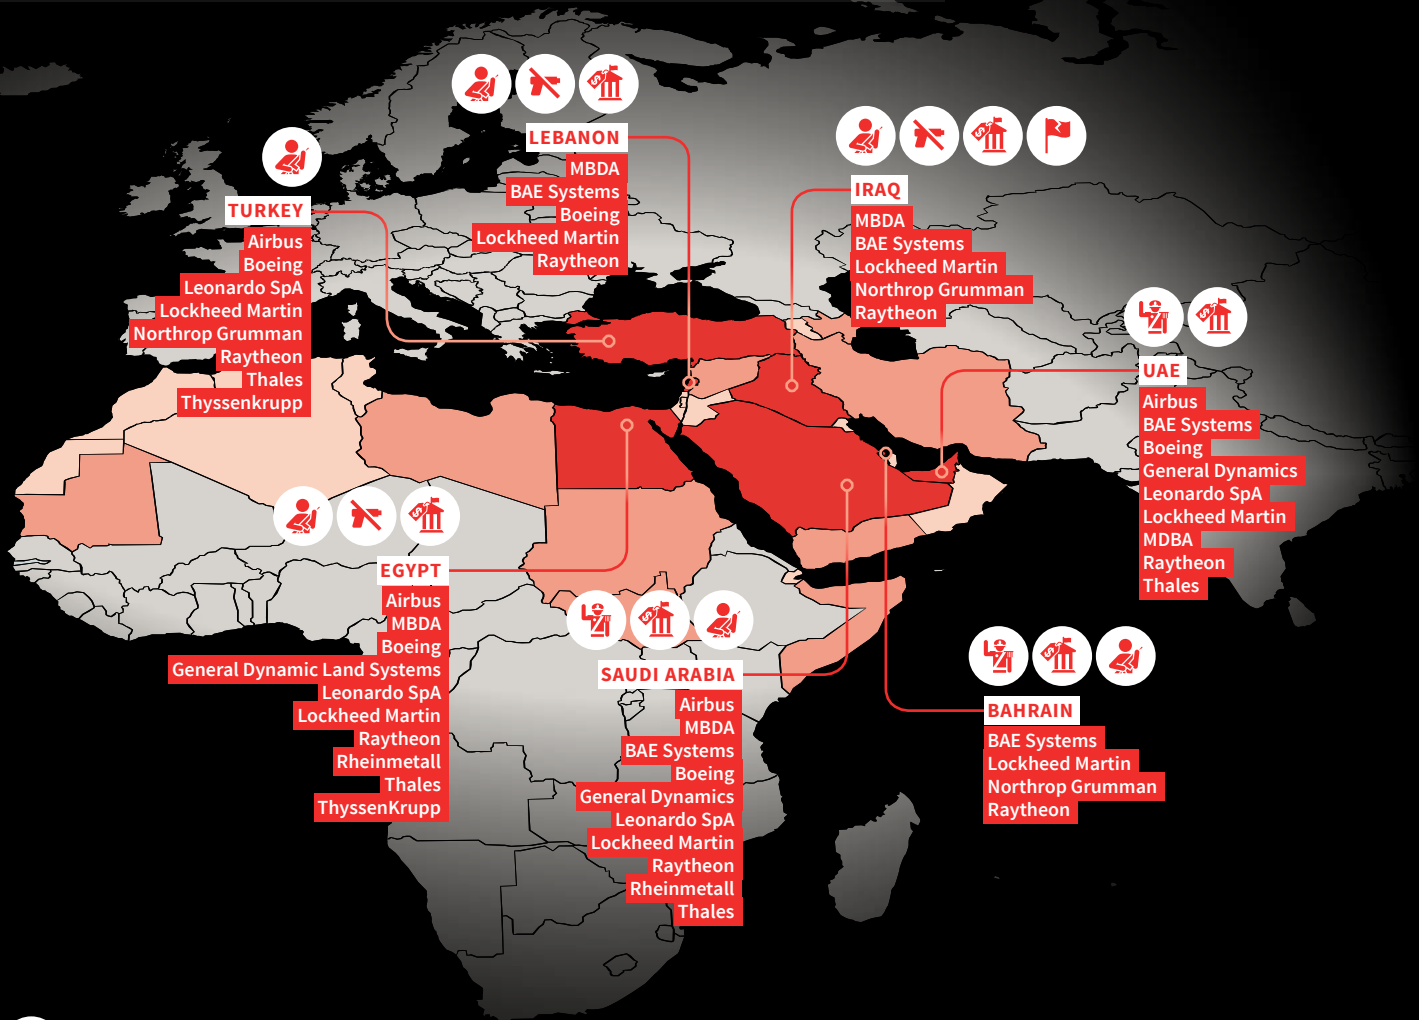 LEBANON
MBDA
BAE Systems
Boeing
Lockheed Martin
Raytheon
TURKEY
Airbus
Boeing
Leonardo SpA
Lockheed Martin
Northrop Grumman
Raytheon
Thales
Thyssenkrupp
IRAQ
MBDA
BAE Systems
Lockheed Martin
Northrop Grumman
Raytheon
UAE
Airbus
BAE Systems
Boeing
General Dynamics
Leonardo SpA
Lockheed Martin
MDBA
Raytheon
Thales
EGYPT
Airbus
MBDA
Boeing
General Dynamic Land Systems
Leonardo SpA
Lockheed Martin
Raytheon
Rheinmetall
Thales
ThyssenKrupp
SAUDI ARABIA
Airbus
MBDA
BAE Systems
Boeing
General Dynamics
Leonardo SpA
Lockheed Martin
Raytheon
Rheinmetall
Thales
BAHRAIN
BAE Systems
Lockheed Martin
Northrop Grumman
Raytheon